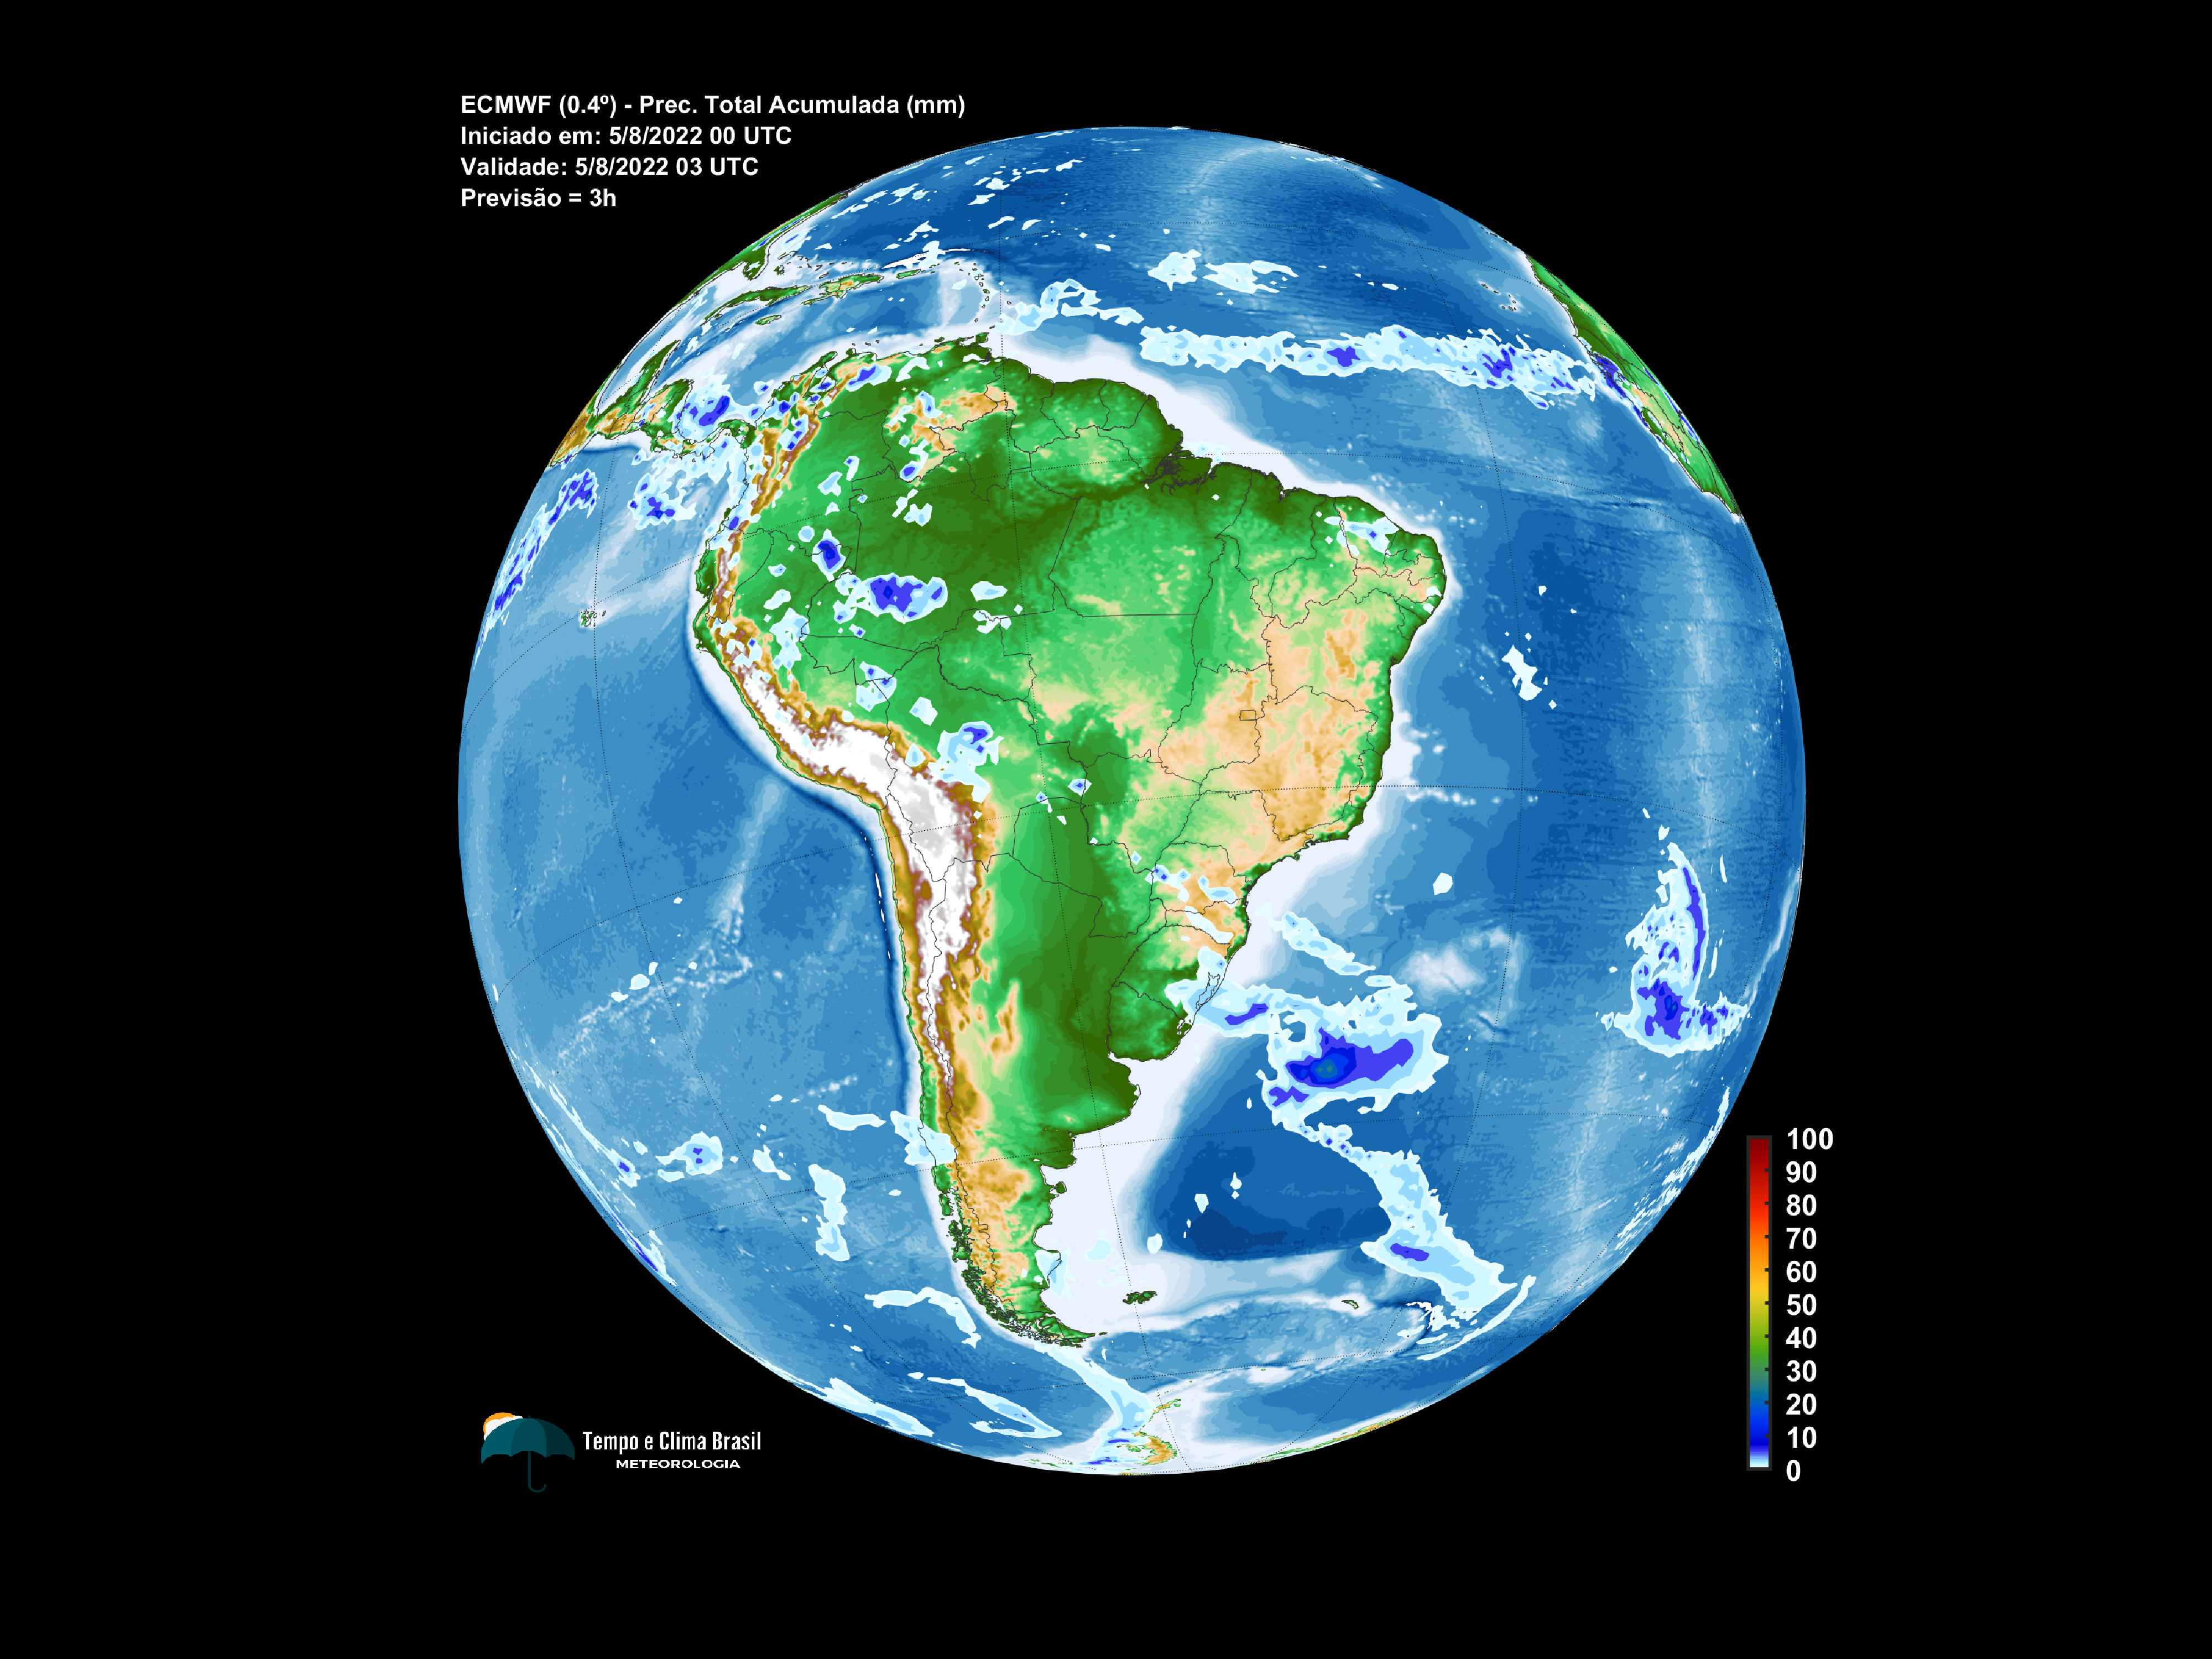 ECMWF (0.4º) - Prec. Total Acumulada (mm)
Iniciado em: 5/8/2022 00 UTC
Validade: 5/8/2022 03 UTC
Previsão = 3h
100
90
80
70
60
50
40
30
20
10
0
Tempo e Clima Brasil
METEOROLOGIA